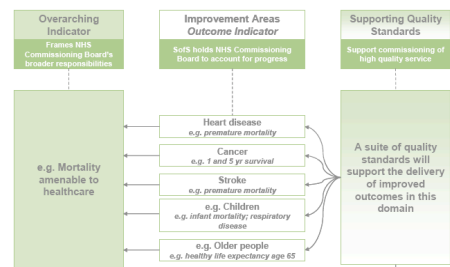 Overarching
Indicator
Frames NHS
Commissioning Board's
broader responsibilities
Improvement Areas
Outcome Indicator
SofS holds NHS Commissioning
Board to account for progress
Supporting Quality
Standards
Support commissioning of
high quality service
e.g. Mortality
amenable to
healthcare
Heart disease
e.g. premature mortality
Cancer
e.g. 1 and 5 yr survival
Stroke
e.g. premature mortality
e.g. Children
e.g. infant mortality; respiratory
disease
e.g. Older people
e.g. healthy life expectancy age 65
A suite of quality
standards will
support the delivery
of improved
outcomes in this
domain